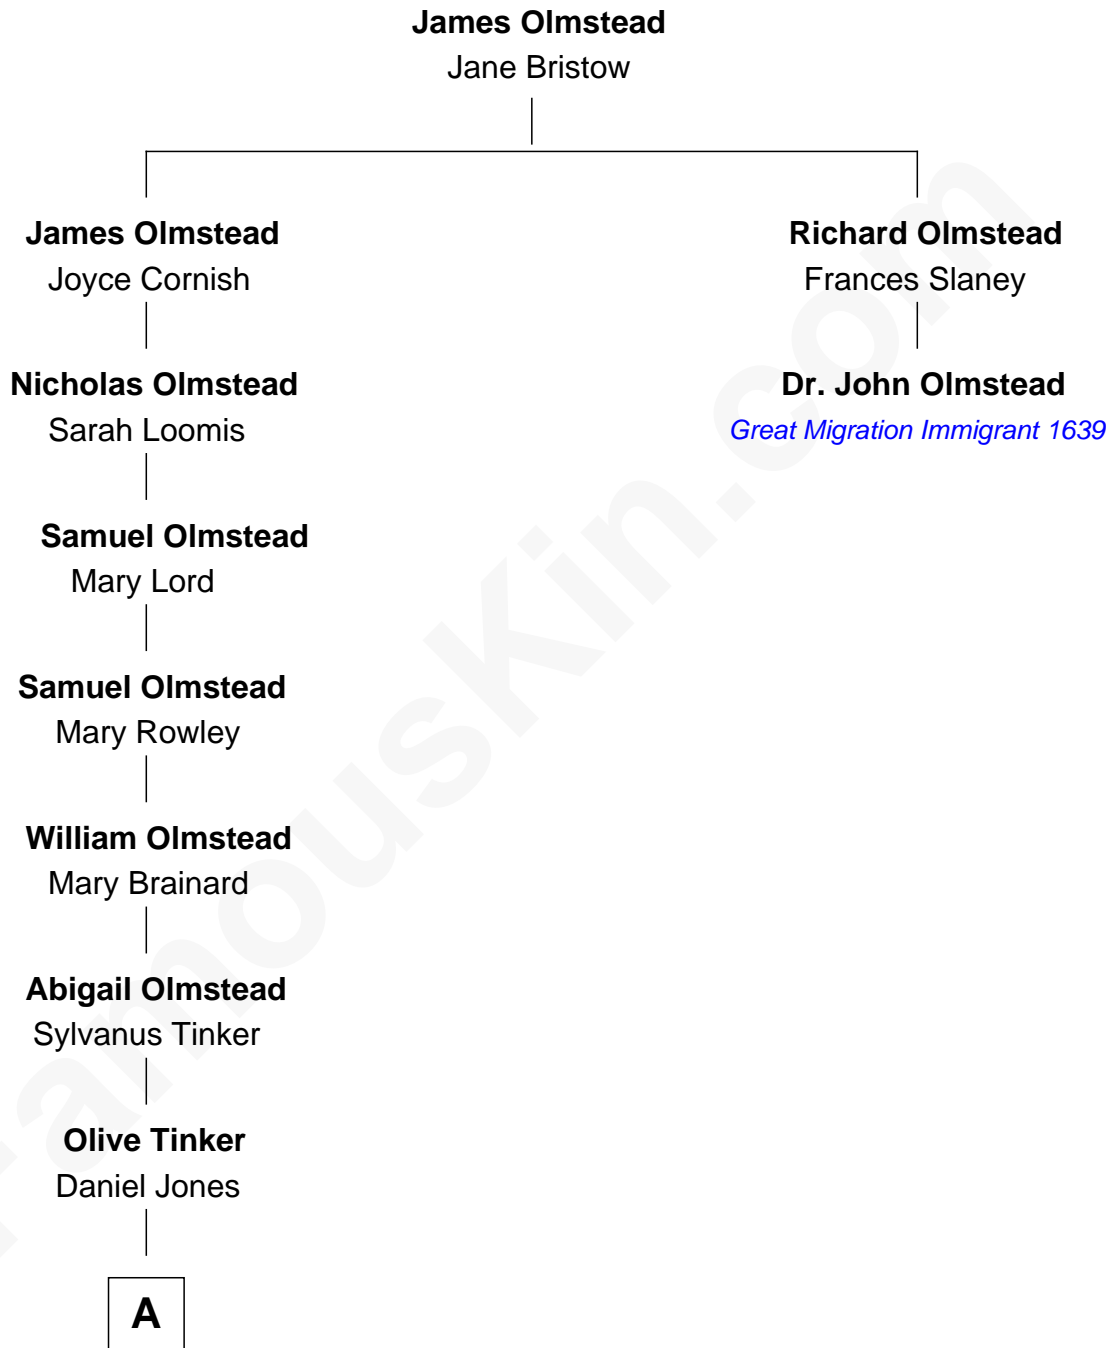 James Olmstead
Jane Bristow
James Olmstead
Joyce Cornish
Richard Olmstead
Frances Slaney
Nicholas Olmstead
Sarah Loomis
Dr. John Olmstead
Great Migration Immigrant 1639
Samuel Olmstead
Mary Lord
Samuel Olmstead
Mary Rowley
William Olmstead
Mary Brainard
Abigail Olmstead
Sylvanus Tinker
Olive Tinker
Daniel Jones
A
FamousKin.com